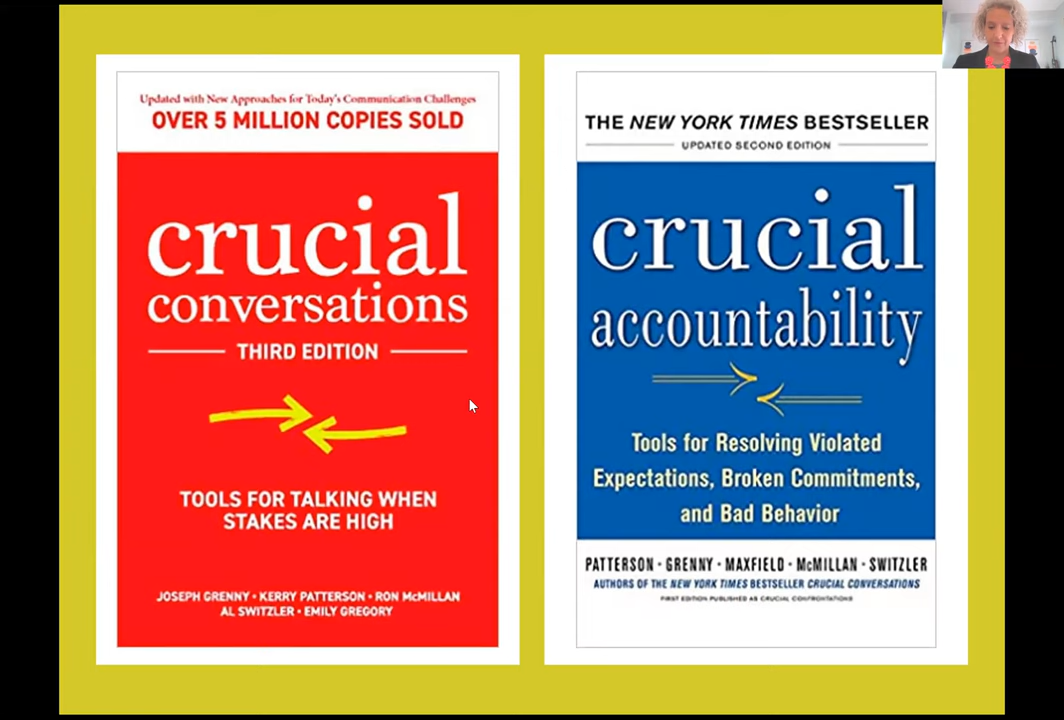 Updated with New Approaches for Today's Communication Challenges
OVER 5 MILLION COPIES SOLD
crucial
conversations
THIRD EDITION
TOOLS FOR TALKING WHEN
STAKES ARE HIGH
JOSEPH GRENNY • KERRY PATTERSON • RON McMILLAN
AL SWITZLER • EMILY GREGORY
THE NEW YORK TIMES BESTSELLER
UPDATED SECOND EDITION
crucial
accountability
Tools for Resolving Violated
Expectations, Broken Commitments,
and Bad Behavior
PATTERSON • GRENNY • MAXFIELD • McMILLAN • SWITZLER
AUTHORS OF THE NEW YORK TIMES BESTSELLER CRUCIAL CONVERSATIONS
FIRST EDITION PUBLISHED AS CRUCIAL CONFRONTATIONS